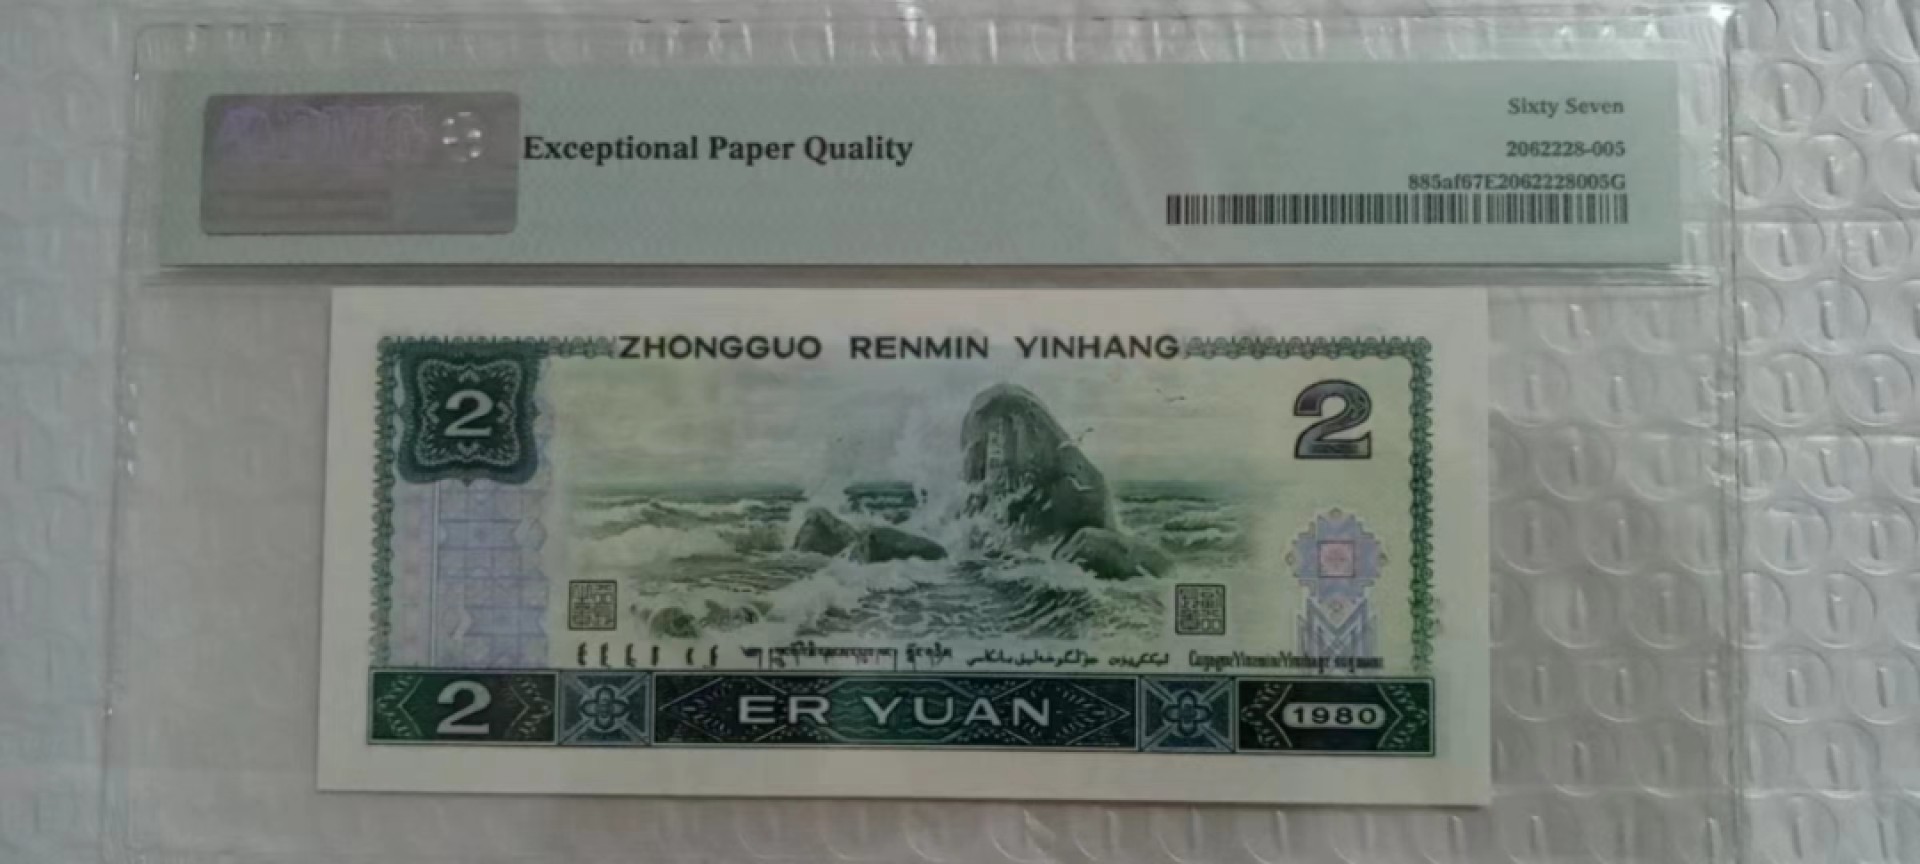 Sixty Seven
Exceptional Paper Quality
2062228-005
885af67E2062228005G
ZHONGGUO RENMIN YINHANG
2
2
2
ER YUAN
1980